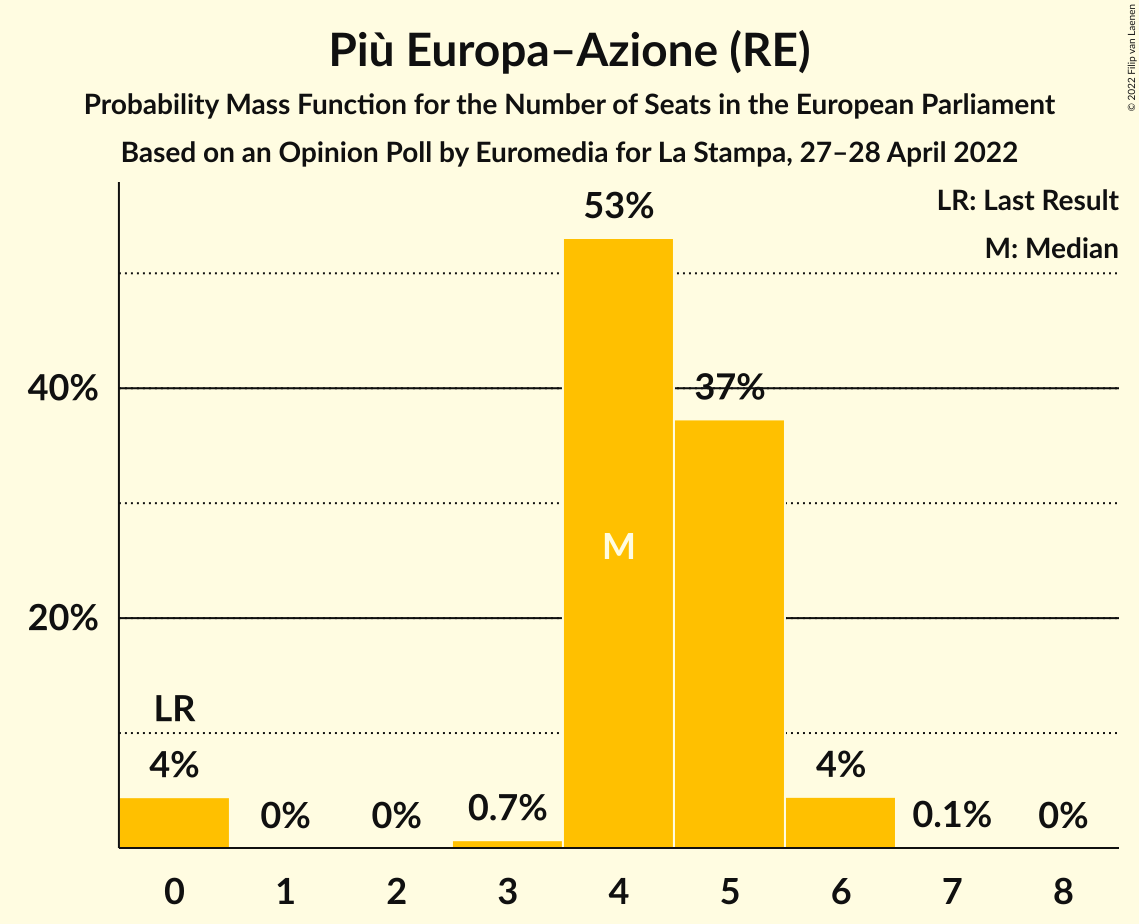 Più Europa–Azione (RE)
Probability Mass Function for the Number of Seats in the European Parliament
Based on an Opinion Poll by Euromedia for La Stampa, 27–28 April 2022
© 2022 Filip van Laenen
LR: Last Result
M: Median
53%
40%
37%
M
20%
LR
4%
0%
0%
0.7%
4%
0.1%
0%
0 1 2 3 4 5 6 7 8